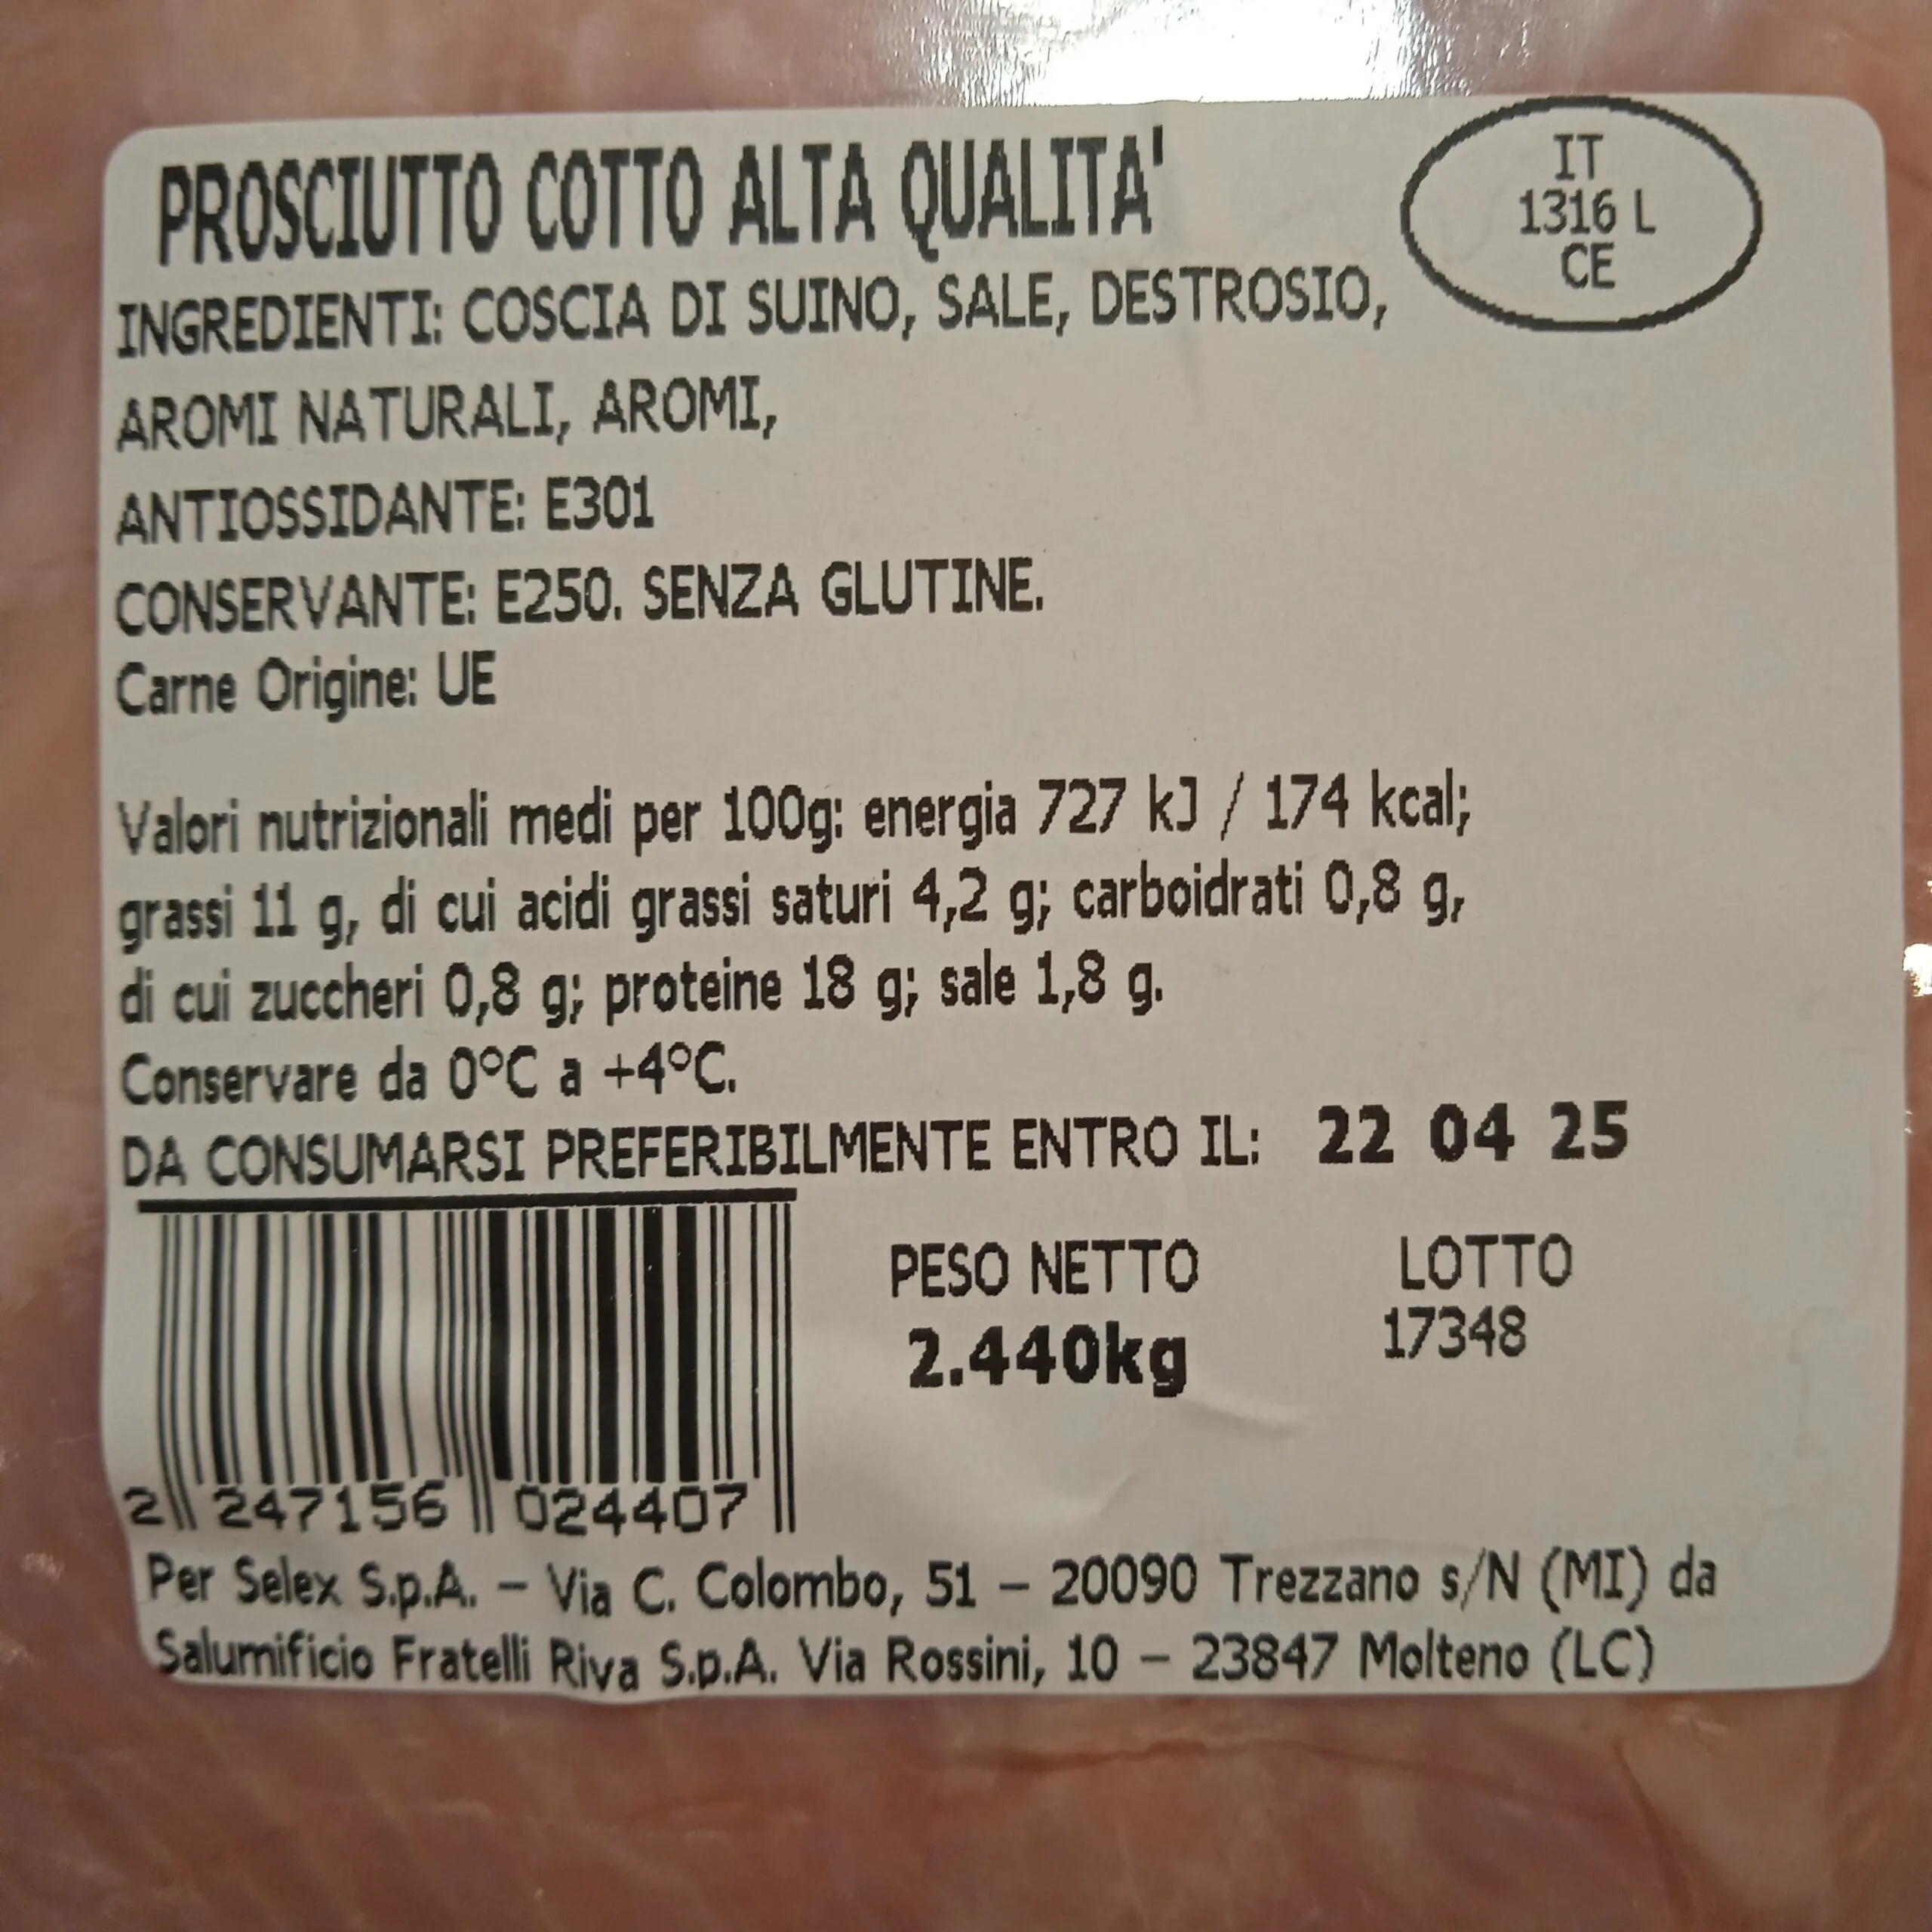 PROSCIUTTO COTTO ALTA QUALITA'
IT
1316 L
CE
INGREDIENTI: COSCIA DI SUINO, SALE, DESTROSIO,
AROMI NATURALI, AROMI,
ANTIOSSIDANTE: E301
CONSERVANTE: E250. SENZA GLUTINE.
Carne Origine: UE
Valori nutrizionali medi per 100g: energia 727 kJ / 174 kcal;
grassi 11 g, di cui acidi grassi saturi 4,2 g; carboidrati 0,8 g,
di cui zuccheri 0,8 g; proteine 18 g; sale 1,8 g.
Conservare da 0°C a +4°C.
DA CONSUMARSI PREFERIBILMENTE ENTRO IL: 22 04 25
PESO NETTO
2.440kg
LOTTO
17348
2 247156 024407
Per Selex S.p.A. – Via C. Colombo, 51 – 20090 Trezzano s/N (MI) da
Salumificio Fratelli Riva S.p.A. Via Rossini, 10 – 23847 Molteno (LC)